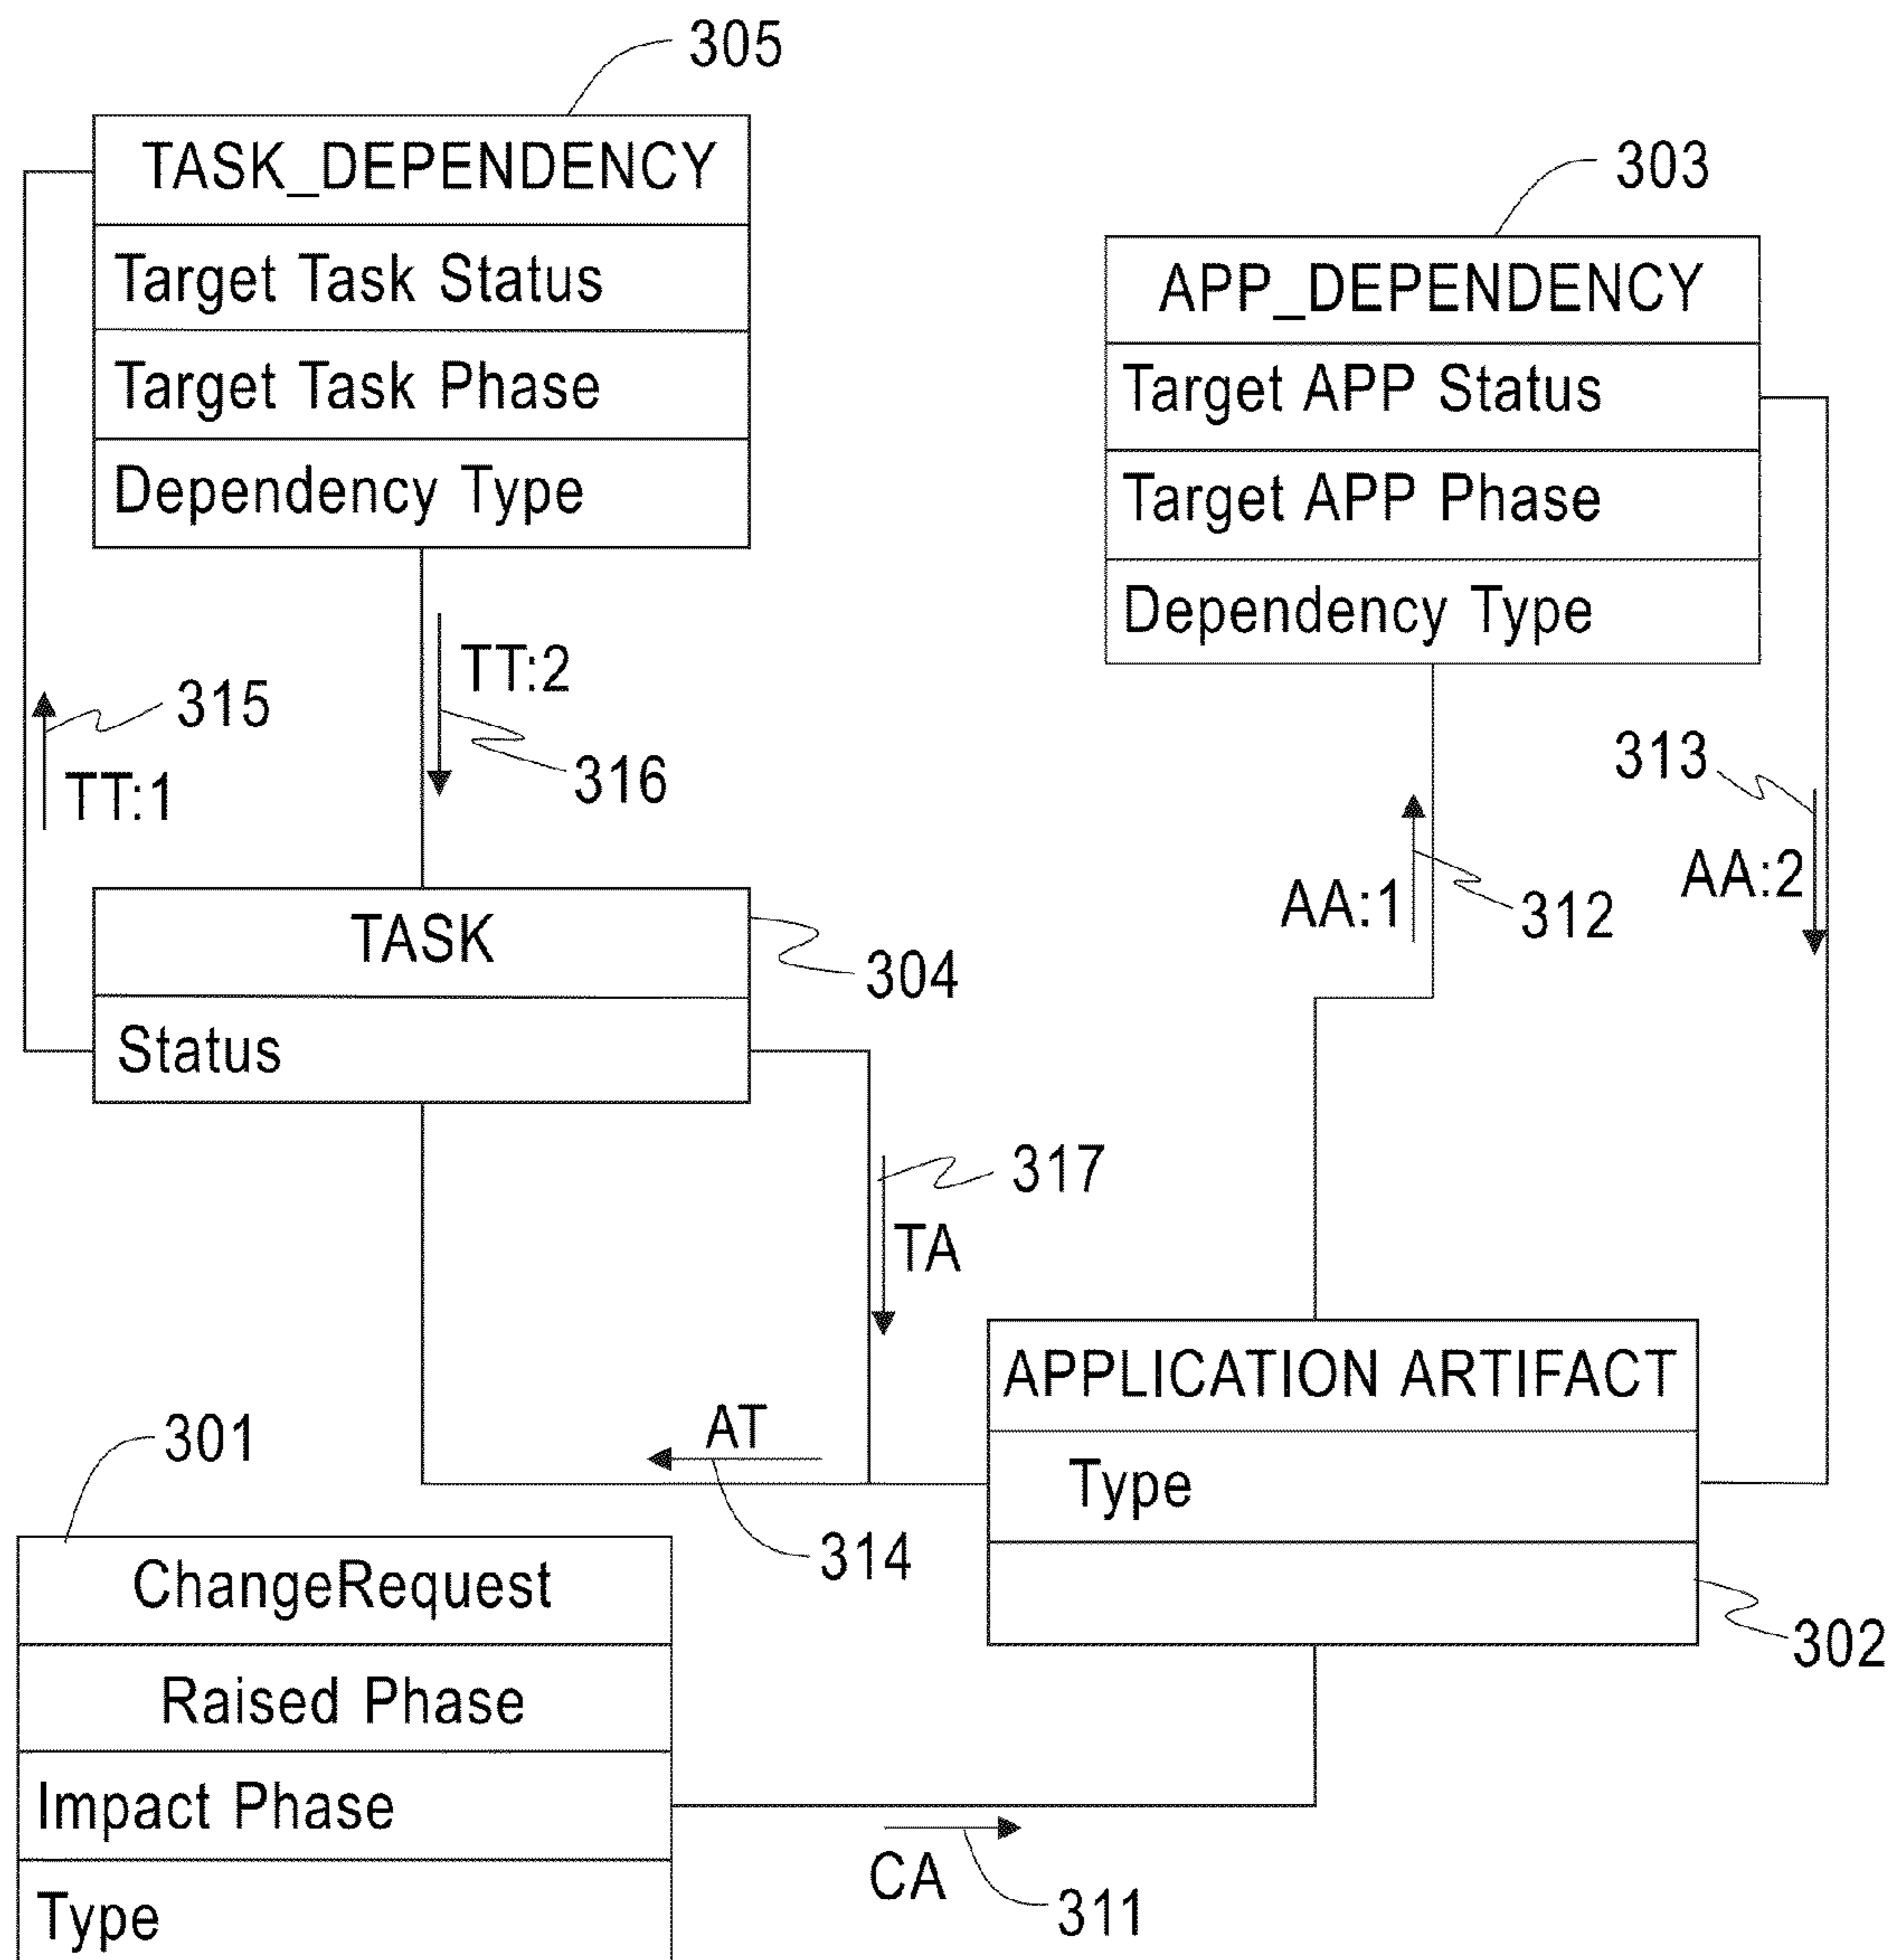 305
TASK_DEPENDENCY
Target Task Status
Target Task Phase
Dependency Type
303
APP_DEPENDENCY
Target APP Status
Target APP Phase
Dependency Type
TT:2
316
315
TT:1
313
AA:2
AA:1
312
TASK
304
Status
317
TA
APPLICATION ARTIFACT
Type
302
AT
314
301
ChangeRequest
Raised Phase
Impact Phase
Type
CA
311